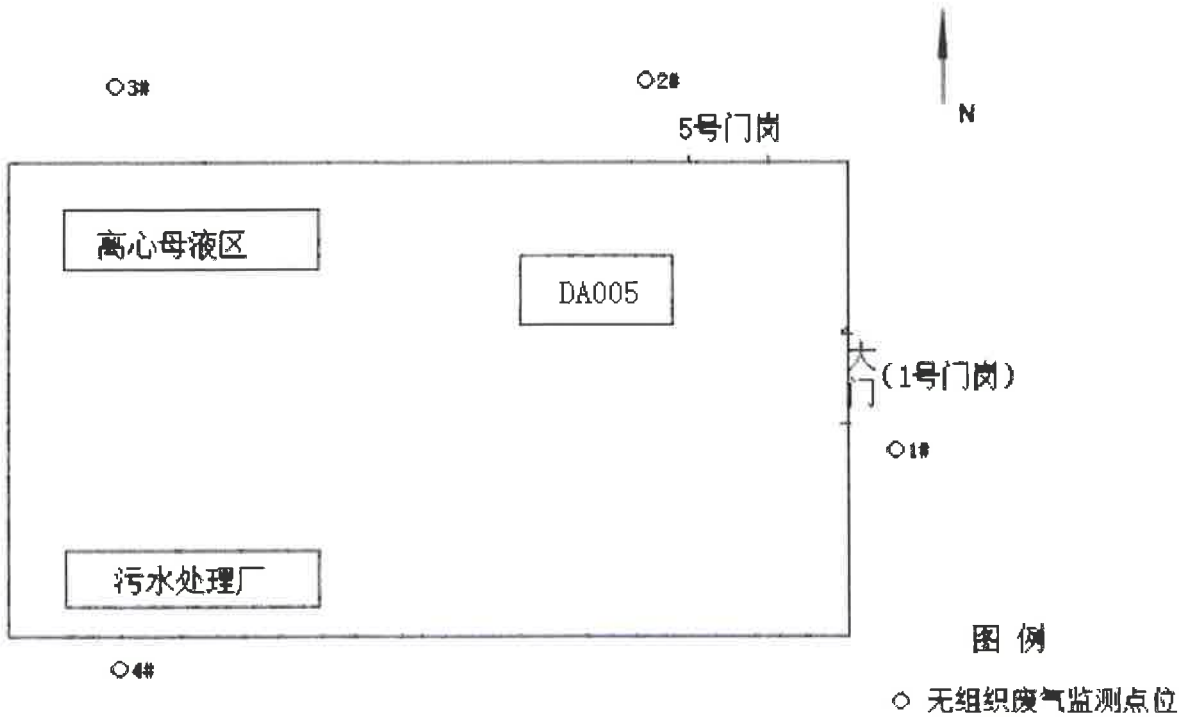 3#
2#
N
5号门岗
离心母液区
DA005
大门
(1号门岗)
1#
污水处理厂
4#
图例
无组织废气监测点位